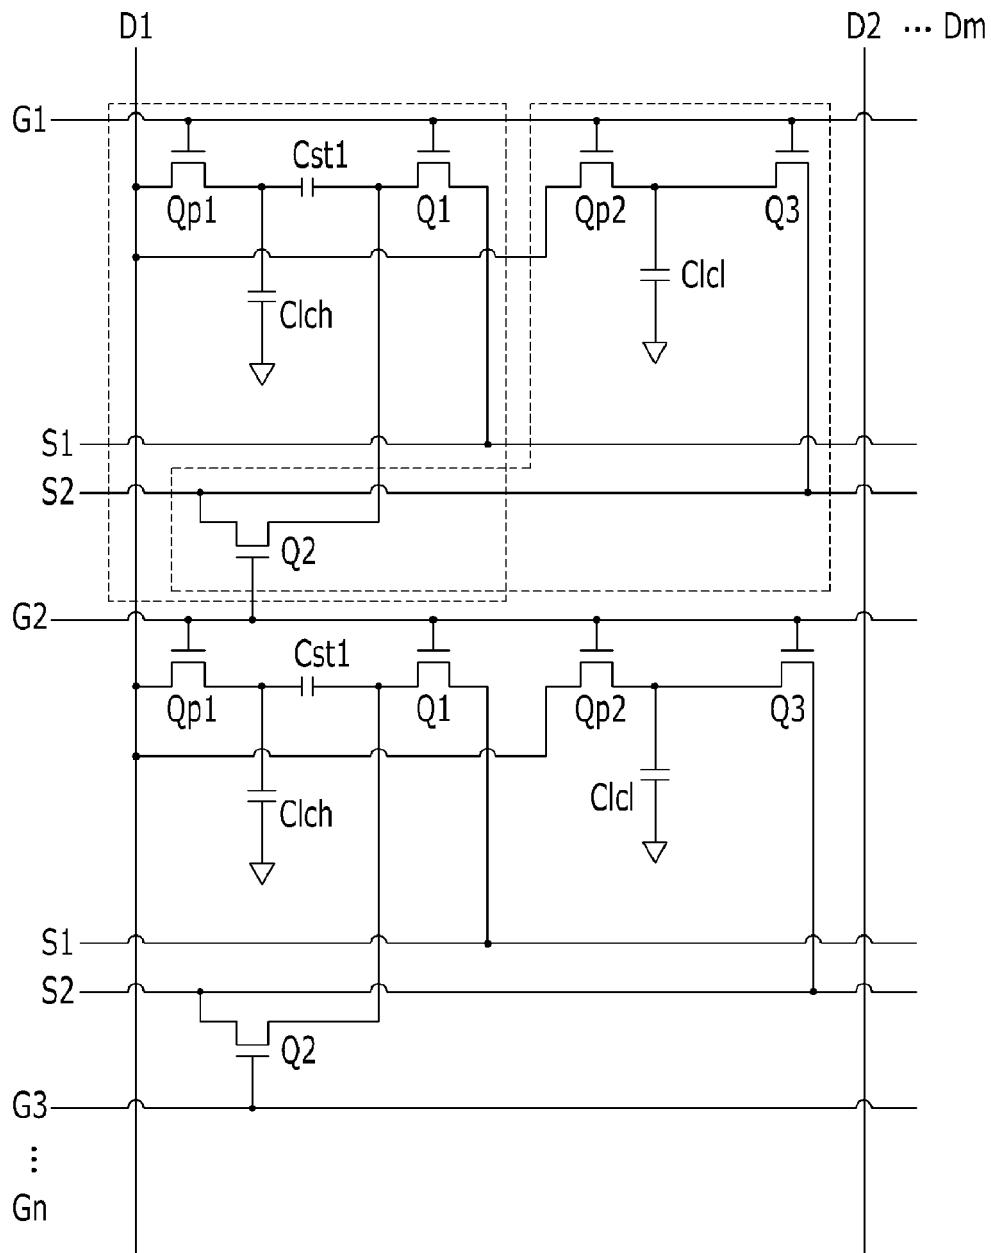 D1
D2 ··· Dm
G1
Cst1
Qp1
Q1
Qp2
Q3
Clch
Clcl
S1
S2
Q2
G2
Cst1
Qp1
Q1
Qp2
Q3
Clch
Clcl
S1
S2
Q2
G3
⋮
Gn